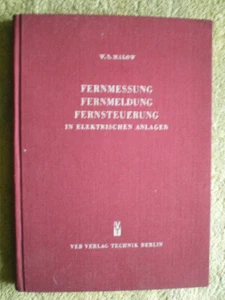 W. S. MALOW
FERNMESSUNG
FERNMELDUNG
FERNSTEUERUNG
IN ELEKTRISCHEN ANLAGEN
VEB VERLAG TECHNIK BERLIN